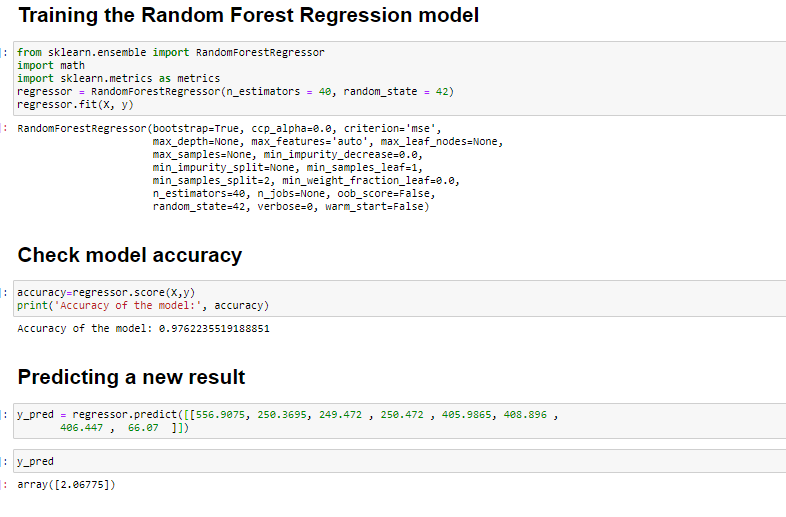 Training the Random Forest Regression model
]: from sklearn.ensemble import RandomForestRegressor
import math
import sklearn.metrics as metrics
regressor = RandomForestRegressor(n_estimators = 40, random_state = 42)
regressor.fit(X, y)
]: RandomForestRegressor(bootstrap=True, ccp_alpha=0.0, criterion='mse',
max_depth=None, max_features='auto', max_leaf_nodes=None,
max_samples=None, min_impurity_decrease=0.0,
min_impurity_split=None, min_samples_leaf=1,
min_samples_split=2, min_weight_fraction_leaf=0.0,
n_estimators=40, n_jobs=None, oob_score=False,
random_state=42, verbose=0, warm_start=False)
Check model accuracy
]: accuracy=regressor.score(X,y)
print('Accuracy of the model:', accuracy)
Accuracy of the model: 0.9762235519188851
Predicting a new result
]: y_pred = regressor.predict([[556.9075, 250.3695, 249.472 , 250.472 , 405.9865, 408.896 ,
406.447 , 66.07 ]])
]: y_pred
]: array([2.06775])